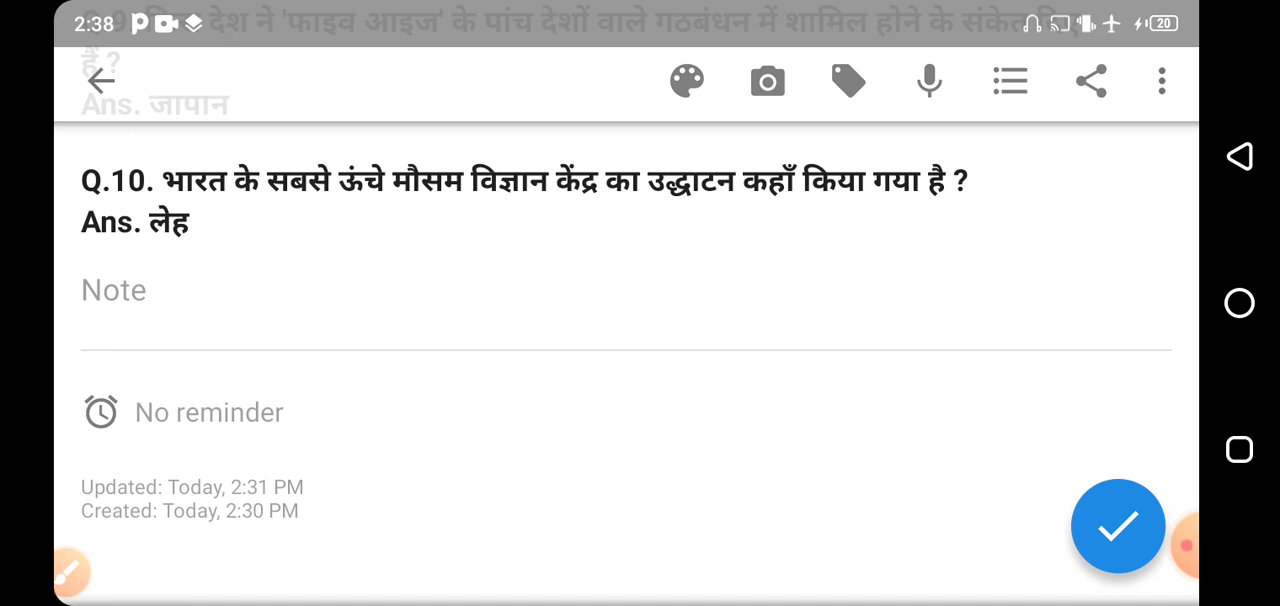 2:38 20
देश ने 'फाइव आइज' के पांच देशों वाले गठबंधन में शामिल होने के संकेत
हैं ?
Ans. जापान
Q.10. भारत के सबसे ऊंचे मौसम विज्ञान केंद्र का उद्धाटन कहाँ किया गया है ?
Ans. लेह
Note
No reminder
Updated: Today, 2:31 PM
Created: Today, 2:30 PM